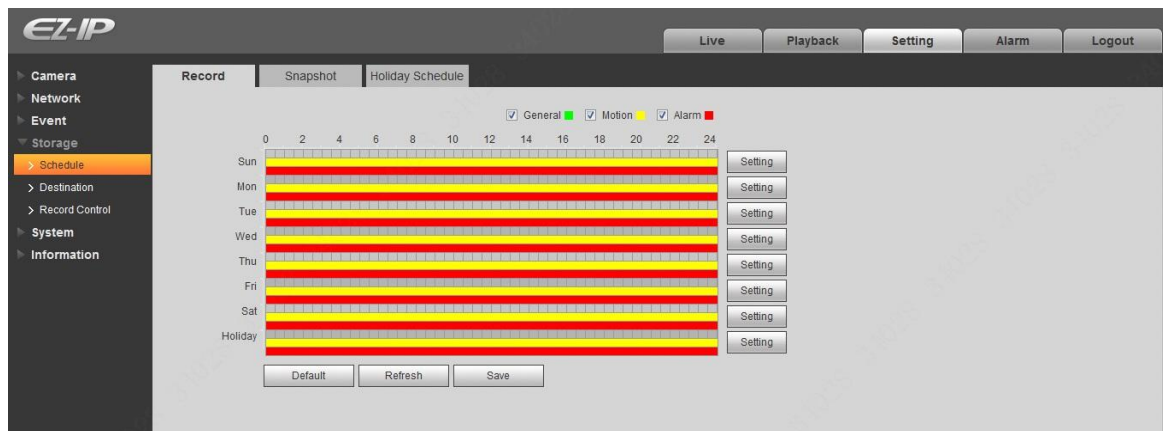 EZ-IP
Live Playback Setting Alarm Logout
Camera
Network
Event
Storage
Schedule
Destination
Record Control
System
Information
Record Snapshot Holiday Schedule
General Motion Alarm
0 2 4 6 8 10 12 14 16 18 20 22 24
Sun Setting
Mon Setting
Tue Setting
Wed Setting
Thu Setting
Fri Setting
Sat Setting
Holiday Setting
Default Refresh Save